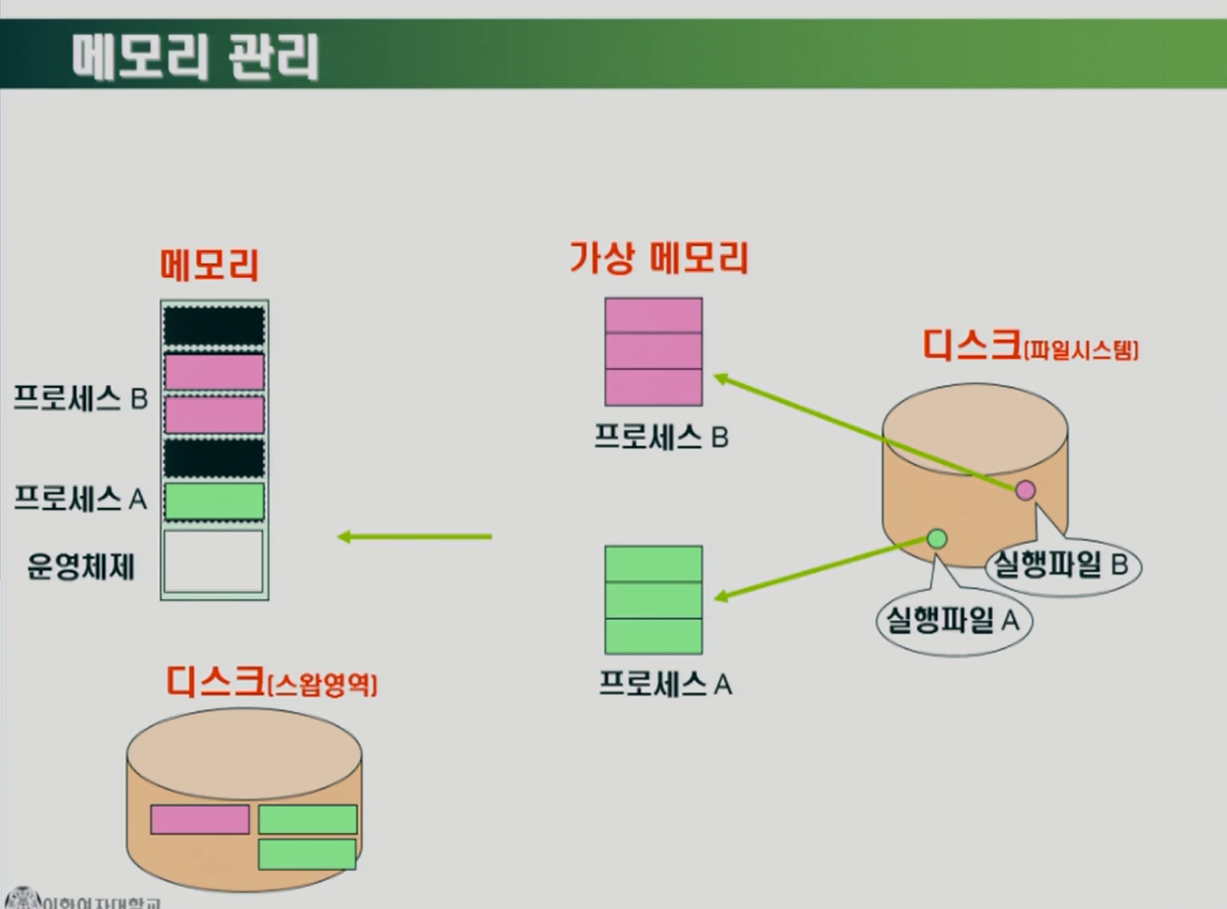 메모리 관리
메모리
가상 메모리
디스크(파일시스템)
프로세스 B
프로세스 B
프로세스 A
운영체제
실행파일 B
실행파일 A
프로세스 A
디스크(스왑영역)
이화여자대학교